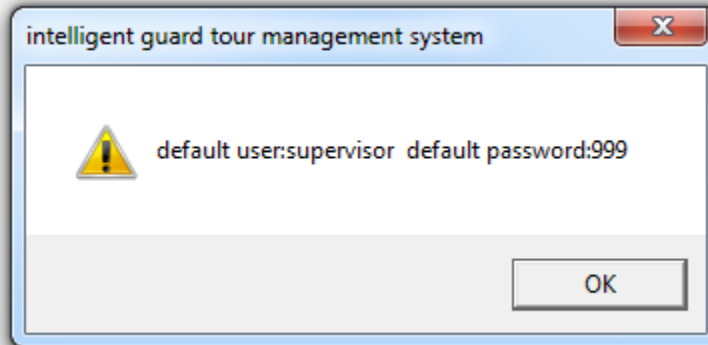 intelligent guard tour management system
default user:supervisor  default password:999
OK